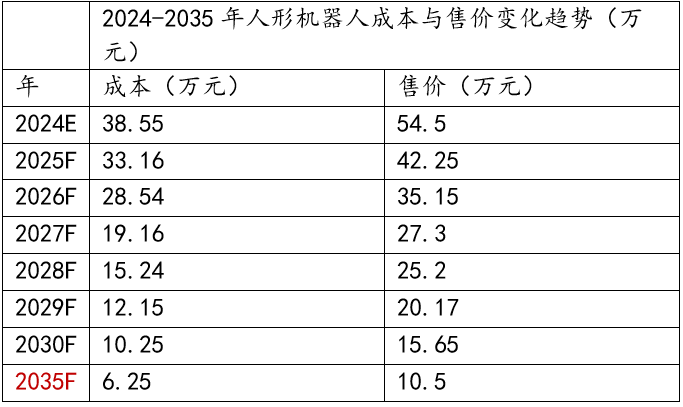 2024-2035 年人形机器人成本与售价变化趋势（万
元）
年 成本（万元） 售价（万元）
2024E 38.55 54.5
2025F 33.16 42.25
2026F 28.54 35.15
2027F 19.16 27.3
2028F 15.24 25.2
2029F 12.15 20.17
2030F 10.25 15.65
2035F 6.25 10.5